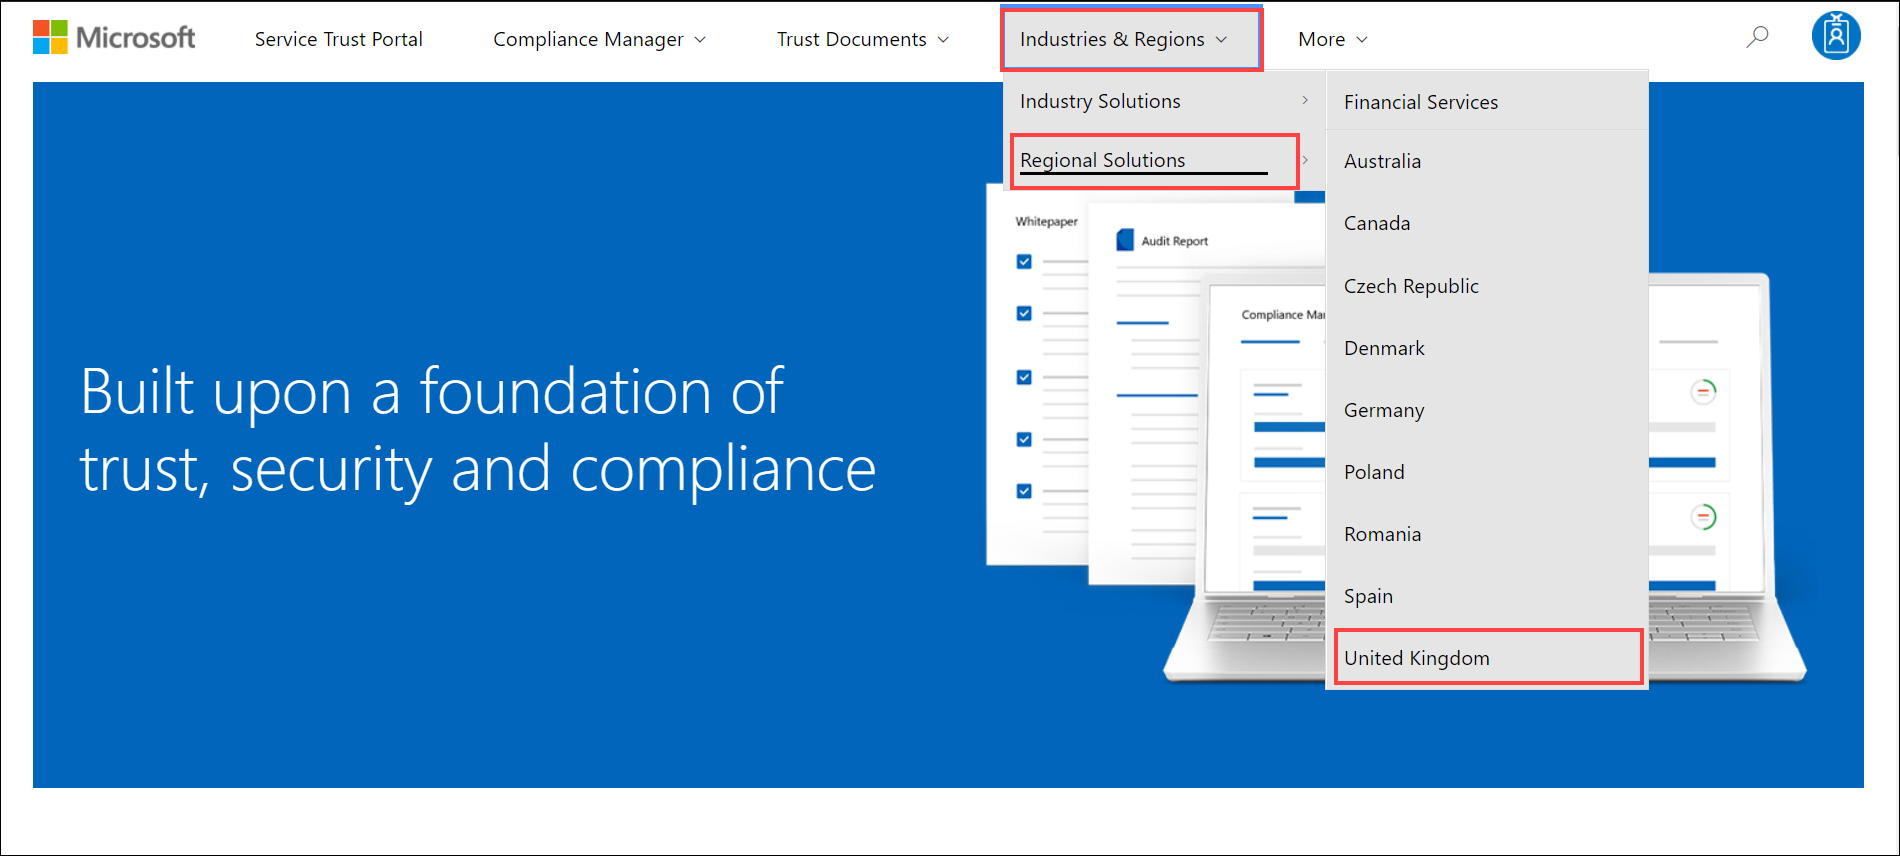 Microsoft
Service Trust Portal
Compliance Manager
Trust Documents
Industries & Regions
More
Industry Solutions
Regional Solutions
Financial Services
Australia
Canada
Czech Republic
Denmark
Germany
Poland
Romania
Spain
United Kingdom
Whitepaper
Audit Report
Compliance Ma
Built upon a foundation of
trust, security and compliance